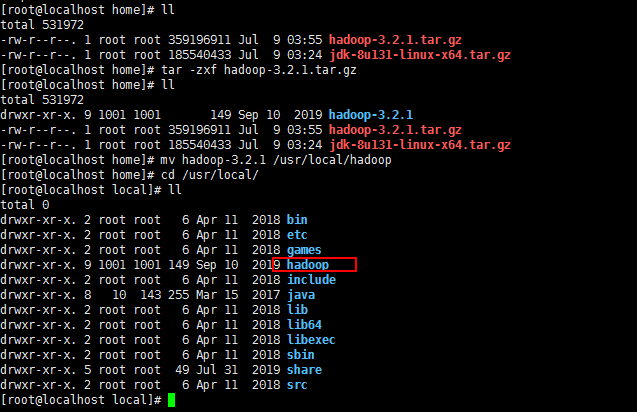 [root@localhost home]# ll
total 531972
-rw-r--r--. 1 root root 359196911 Jul  9 03:55 hadoop-3.2.1.tar.gz
-rw-r--r--. 1 root root 185540433 Jul  9 03:24 jdk-8u131-linux-x64.tar.gz
[root@localhost home]# tar -zxf hadoop-3.2.1.tar.gz
[root@localhost home]# ll
total 531972
drwxr-xr-x. 9 1001 1001       149 Sep 10  2019 hadoop-3.2.1
-rw-r--r--. 1 root root 359196911 Jul  9 03:55 hadoop-3.2.1.tar.gz
-rw-r--r--. 1 root root 185540433 Jul  9 03:24 jdk-8u131-linux-x64.tar.gz
[root@localhost home]# mv hadoop-3.2.1 /usr/local/hadoop
[root@localhost home]# cd /usr/local/
[root@localhost local]# ll
total 0
drwxr-xr-x. 2 root root   6 Apr 11  2018 bin
drwxr-xr-x. 2 root root   6 Apr 11  2018 etc
drwxr-xr-x. 2 root root   6 Apr 11  2018 games
drwxr-xr-x. 9 1001 1001 149 Sep 10  2019 hadoop
drwxr-xr-x. 2 root root   6 Apr 11  2018 include
drwxr-xr-x. 8   10  143 255 Mar 15  2017 java
drwxr-xr-x. 2 root root   6 Apr 11  2018 lib
drwxr-xr-x. 2 root root   6 Apr 11  2018 lib64
drwxr-xr-x. 2 root root   6 Apr 11  2018 libexec
drwxr-xr-x. 2 root root   6 Apr 11  2018 sbin
drwxr-xr-x. 5 root root  49 Jul 31  2019 share
drwxr-xr-x. 2 root root   6 Apr 11  2018 src
[root@localhost local]#